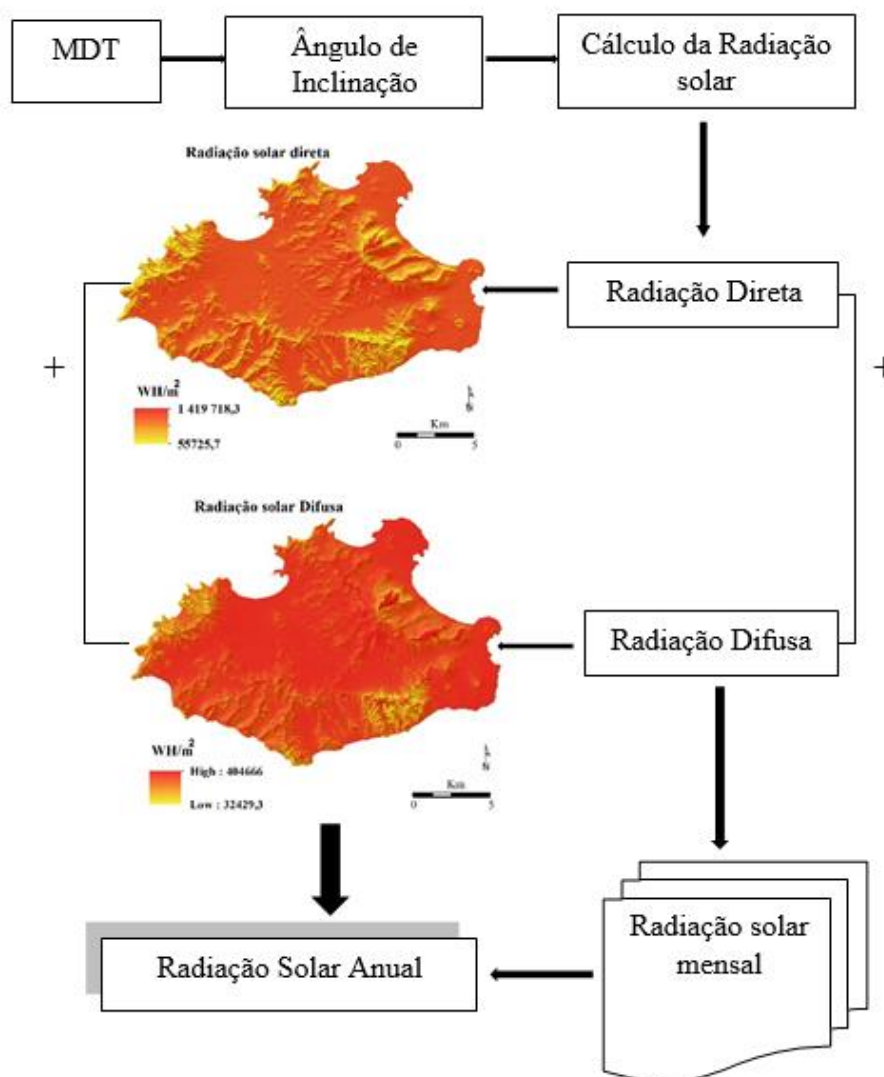 MDT
Ângulo de
Inclinação
Cálculo da Radiação
solar
Radiação solar direta
Radiação Direta
+
+
WH/m²
1 419 718,3
55725,7
Km
0 5
Radiação solar Difusa
Radiação Difusa
WH/m²
High : 404666
Low : 32429,3
Km
0 5
Radiação solar
mensal
Radiação Solar Anual